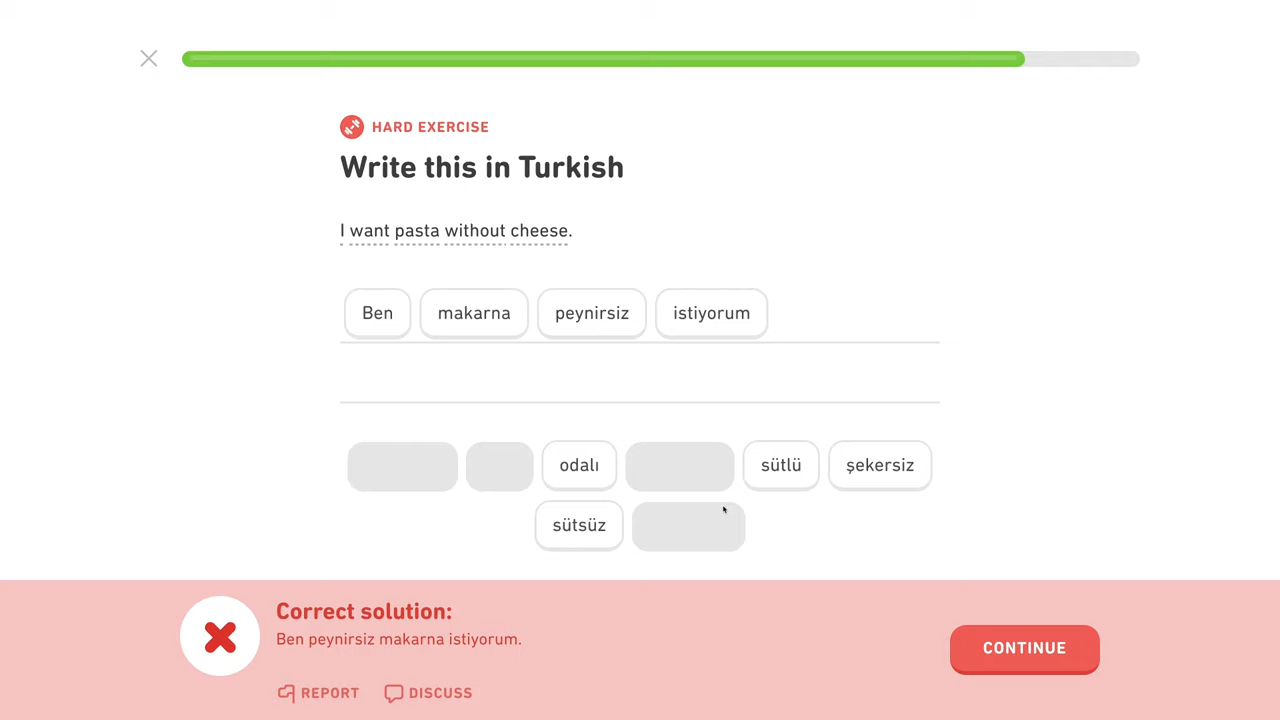 HARD EXERCISE
Write this in Turkish
I want pasta without cheese.
Ben makarna peynirsiz istiyorum
odalı sütlü şekersiz
sütsüz
Correct solution:
Ben peynirsiz makarna istiyorum.
CONTINUE
REPORT DISCUSS